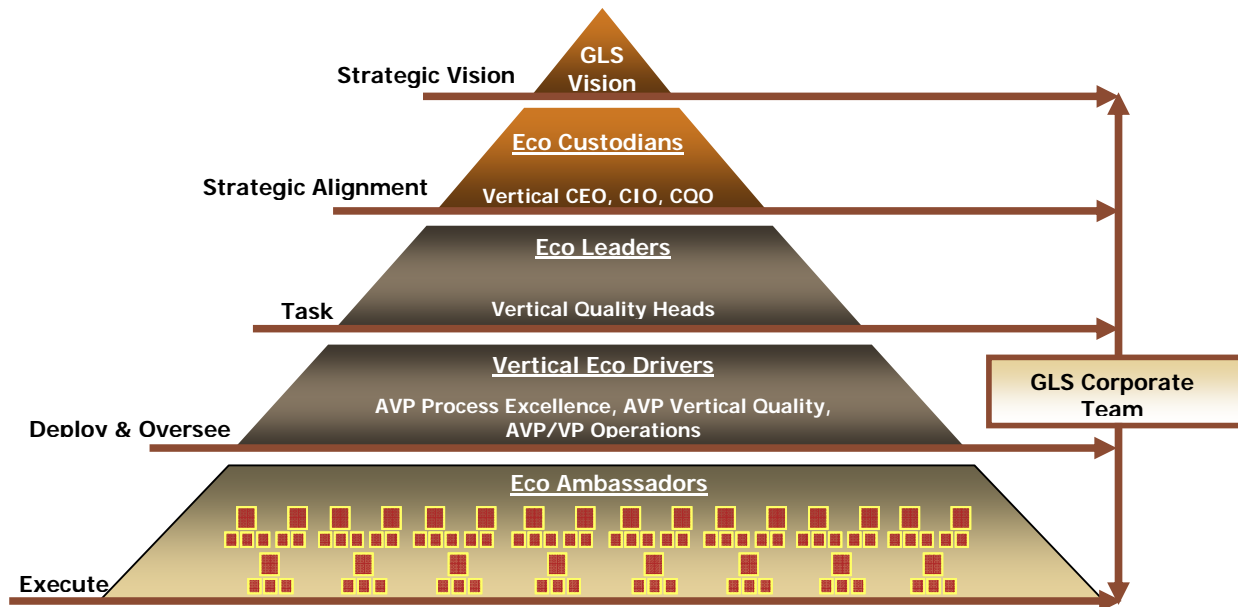 GLS
Vision
Strategic Vision
Eco Custodians
Strategic Alignment
Vertical CEO, CIO, CQO
Eco Leaders
Task
Vertical Quality Heads
Vertical Eco Drivers
AVP Process Excellence, AVP Vertical Quality,
AVP/VP Operations
Deploy & Oversee
GLS Corporate
Team
Eco Ambassadors
Execute